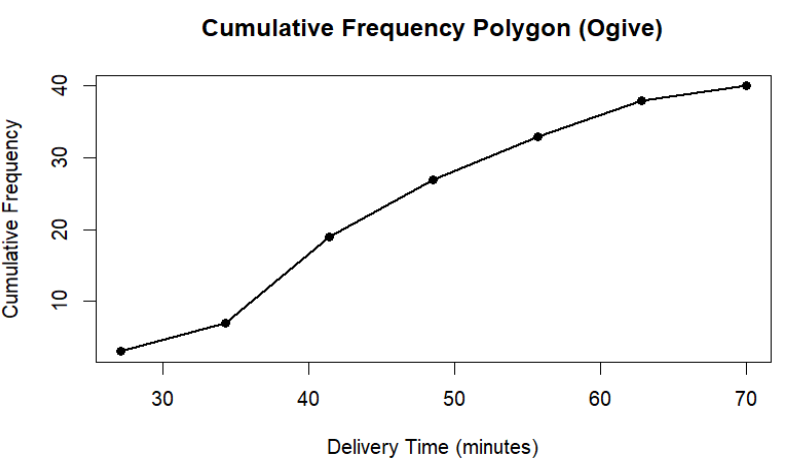 Cumulative Frequency Polygon (Ogive)
Cumulative Frequency
40
30
20
10
30 40 50 60 70
Delivery Time (minutes)